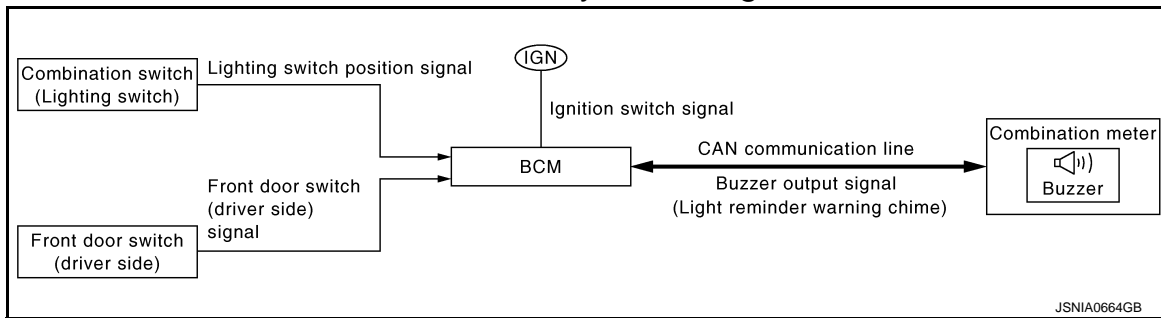 Combination switch
(Lighting switch)
Lighting switch position signal
IGN
Ignition switch signal
BCM
CAN communication line
Buzzer output signal
(Light reminder warning chime)
Combination meter
Buzzer
Front door switch
(driver side)
signal
Front door switch
(driver side)
JSNIA0664GB